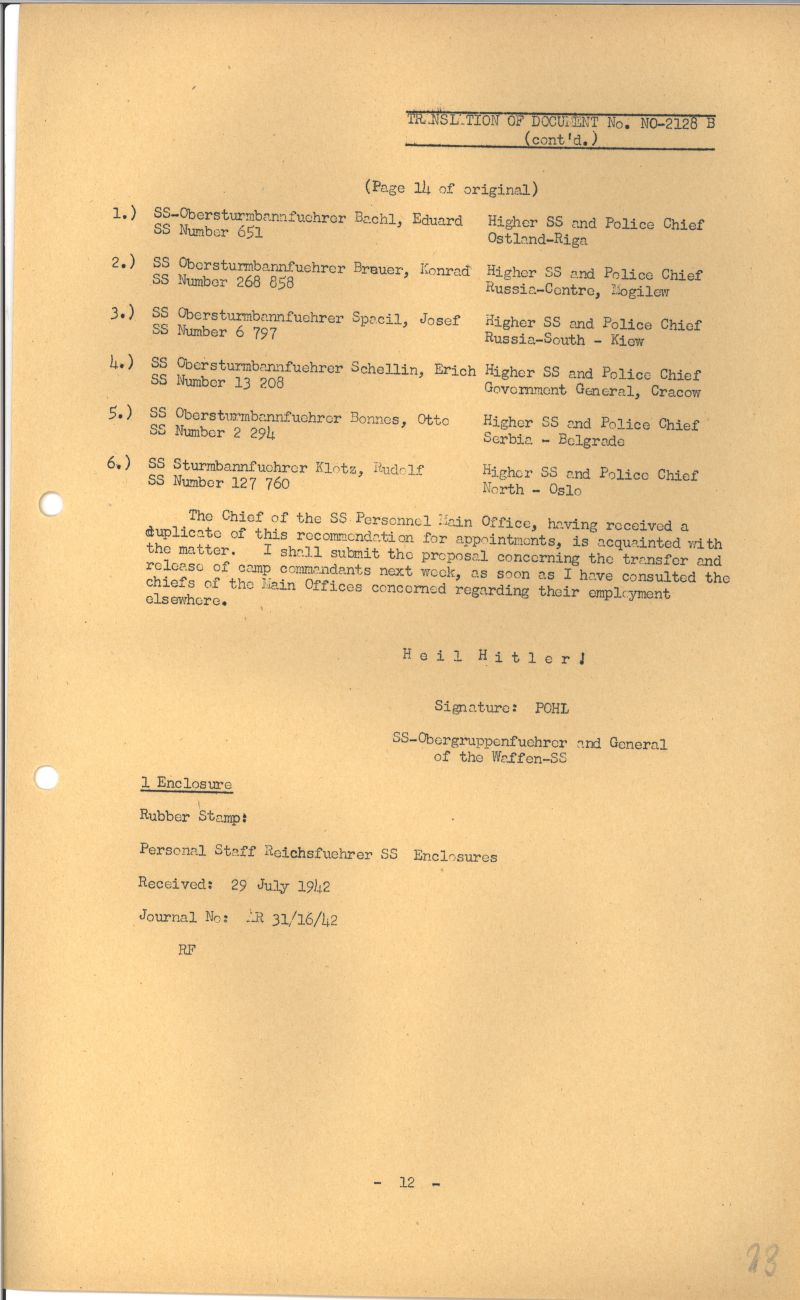 TRANSLATION OF DOCUMENT No. NO-2128 B
(cont'd.)
(Page 14 of original)
1.) SS-Obersturmbannfuehrer Bachl, Eduard Higher SS and Police Chief
SS Number 651 Ostland-Riga
2.) SS Obersturmbannfuehrer Brauer, Konrad Higher SS and Police Chief
SS Number 268 858 Russia-Centre, Mogilew
3.) SS Obersturmbannfuehrer Spacil, Josef Higher SS and Police Chief
SS Number 6 797 Russia-South - Kiew
4.) SS Obersturmbannfuehrer Schellin, Erich Higher SS and Police Chief
SS Number 13 208 Government General, Cracow
5.) SS Obersturmbannfuehrer Bonnes, Otto Higher SS and Police Chief
SS Number 2 294 Serbia - Belgrade
6.) SS Sturmbannfuehrer Klotz, Rudolf Higher SS and Police Chief
SS Number 127 760 North - Oslo
The Chief of the SS Personnel Main Office, having received a
duplicate of this recommendation for appointments, is acquainted with
the matter. I shall submit the proposal concerning the transfer and
release of camp commandants next week, as soon as I have consulted the
chiefs of the Main Offices concerned regarding their employment
elsewhere.
Heil Hitler!
Signature: POHL
SS-Obergruppenfuehrer and General
of the Waffen-SS
1 Enclosure
Rubber Stamp:
Personal Staff Reichsfuehrer SS Enclosures
Received: 29 July 1942
Journal No: AR 31/16/42
RF
- 12 -